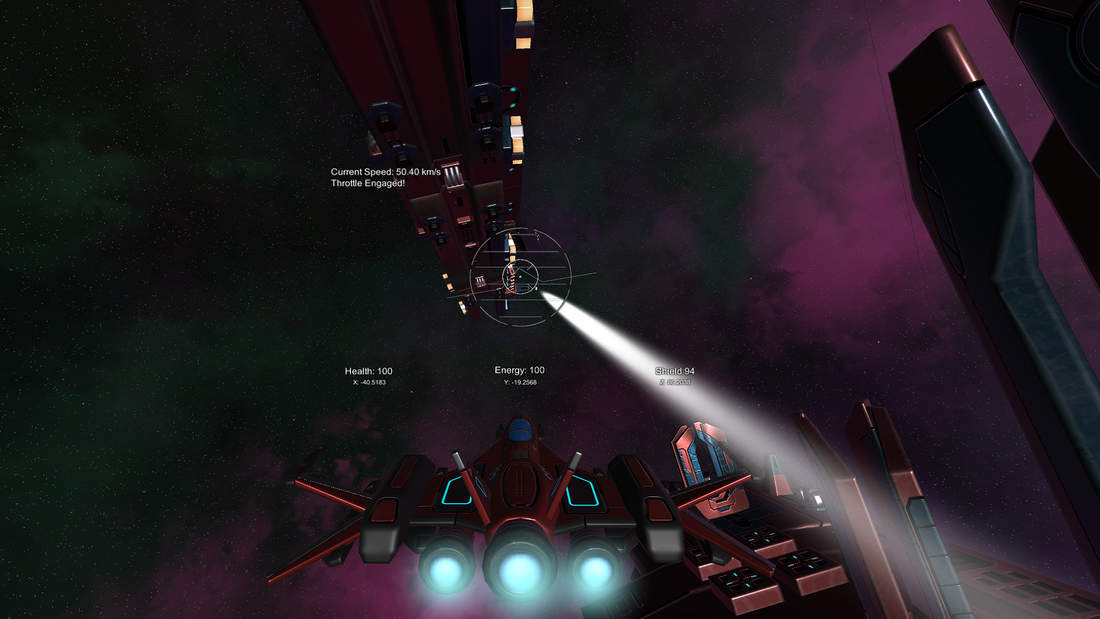 Current Speed: 50.40 km/s
Throttle Engaged!
Health: 100
Energy: 100
Shield 94
X: -40.5183
Y: -19.2568